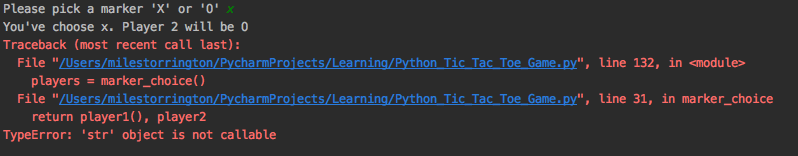 Please pick a marker 'X' or 'O' x
You've choose x. Player 2 will be O
Traceback (most recent call last):
File "/Users/milestorrington/PycharmProjects/Learning/Python_Tic_Tac_Toe_Game.py", line 132, in <module>
players = marker_choice()
File "/Users/milestorrington/PycharmProjects/Learning/Python_Tic_Tac_Toe_Game.py", line 31, in marker_choice
return player1(), player2
TypeError: 'str' object is not callable